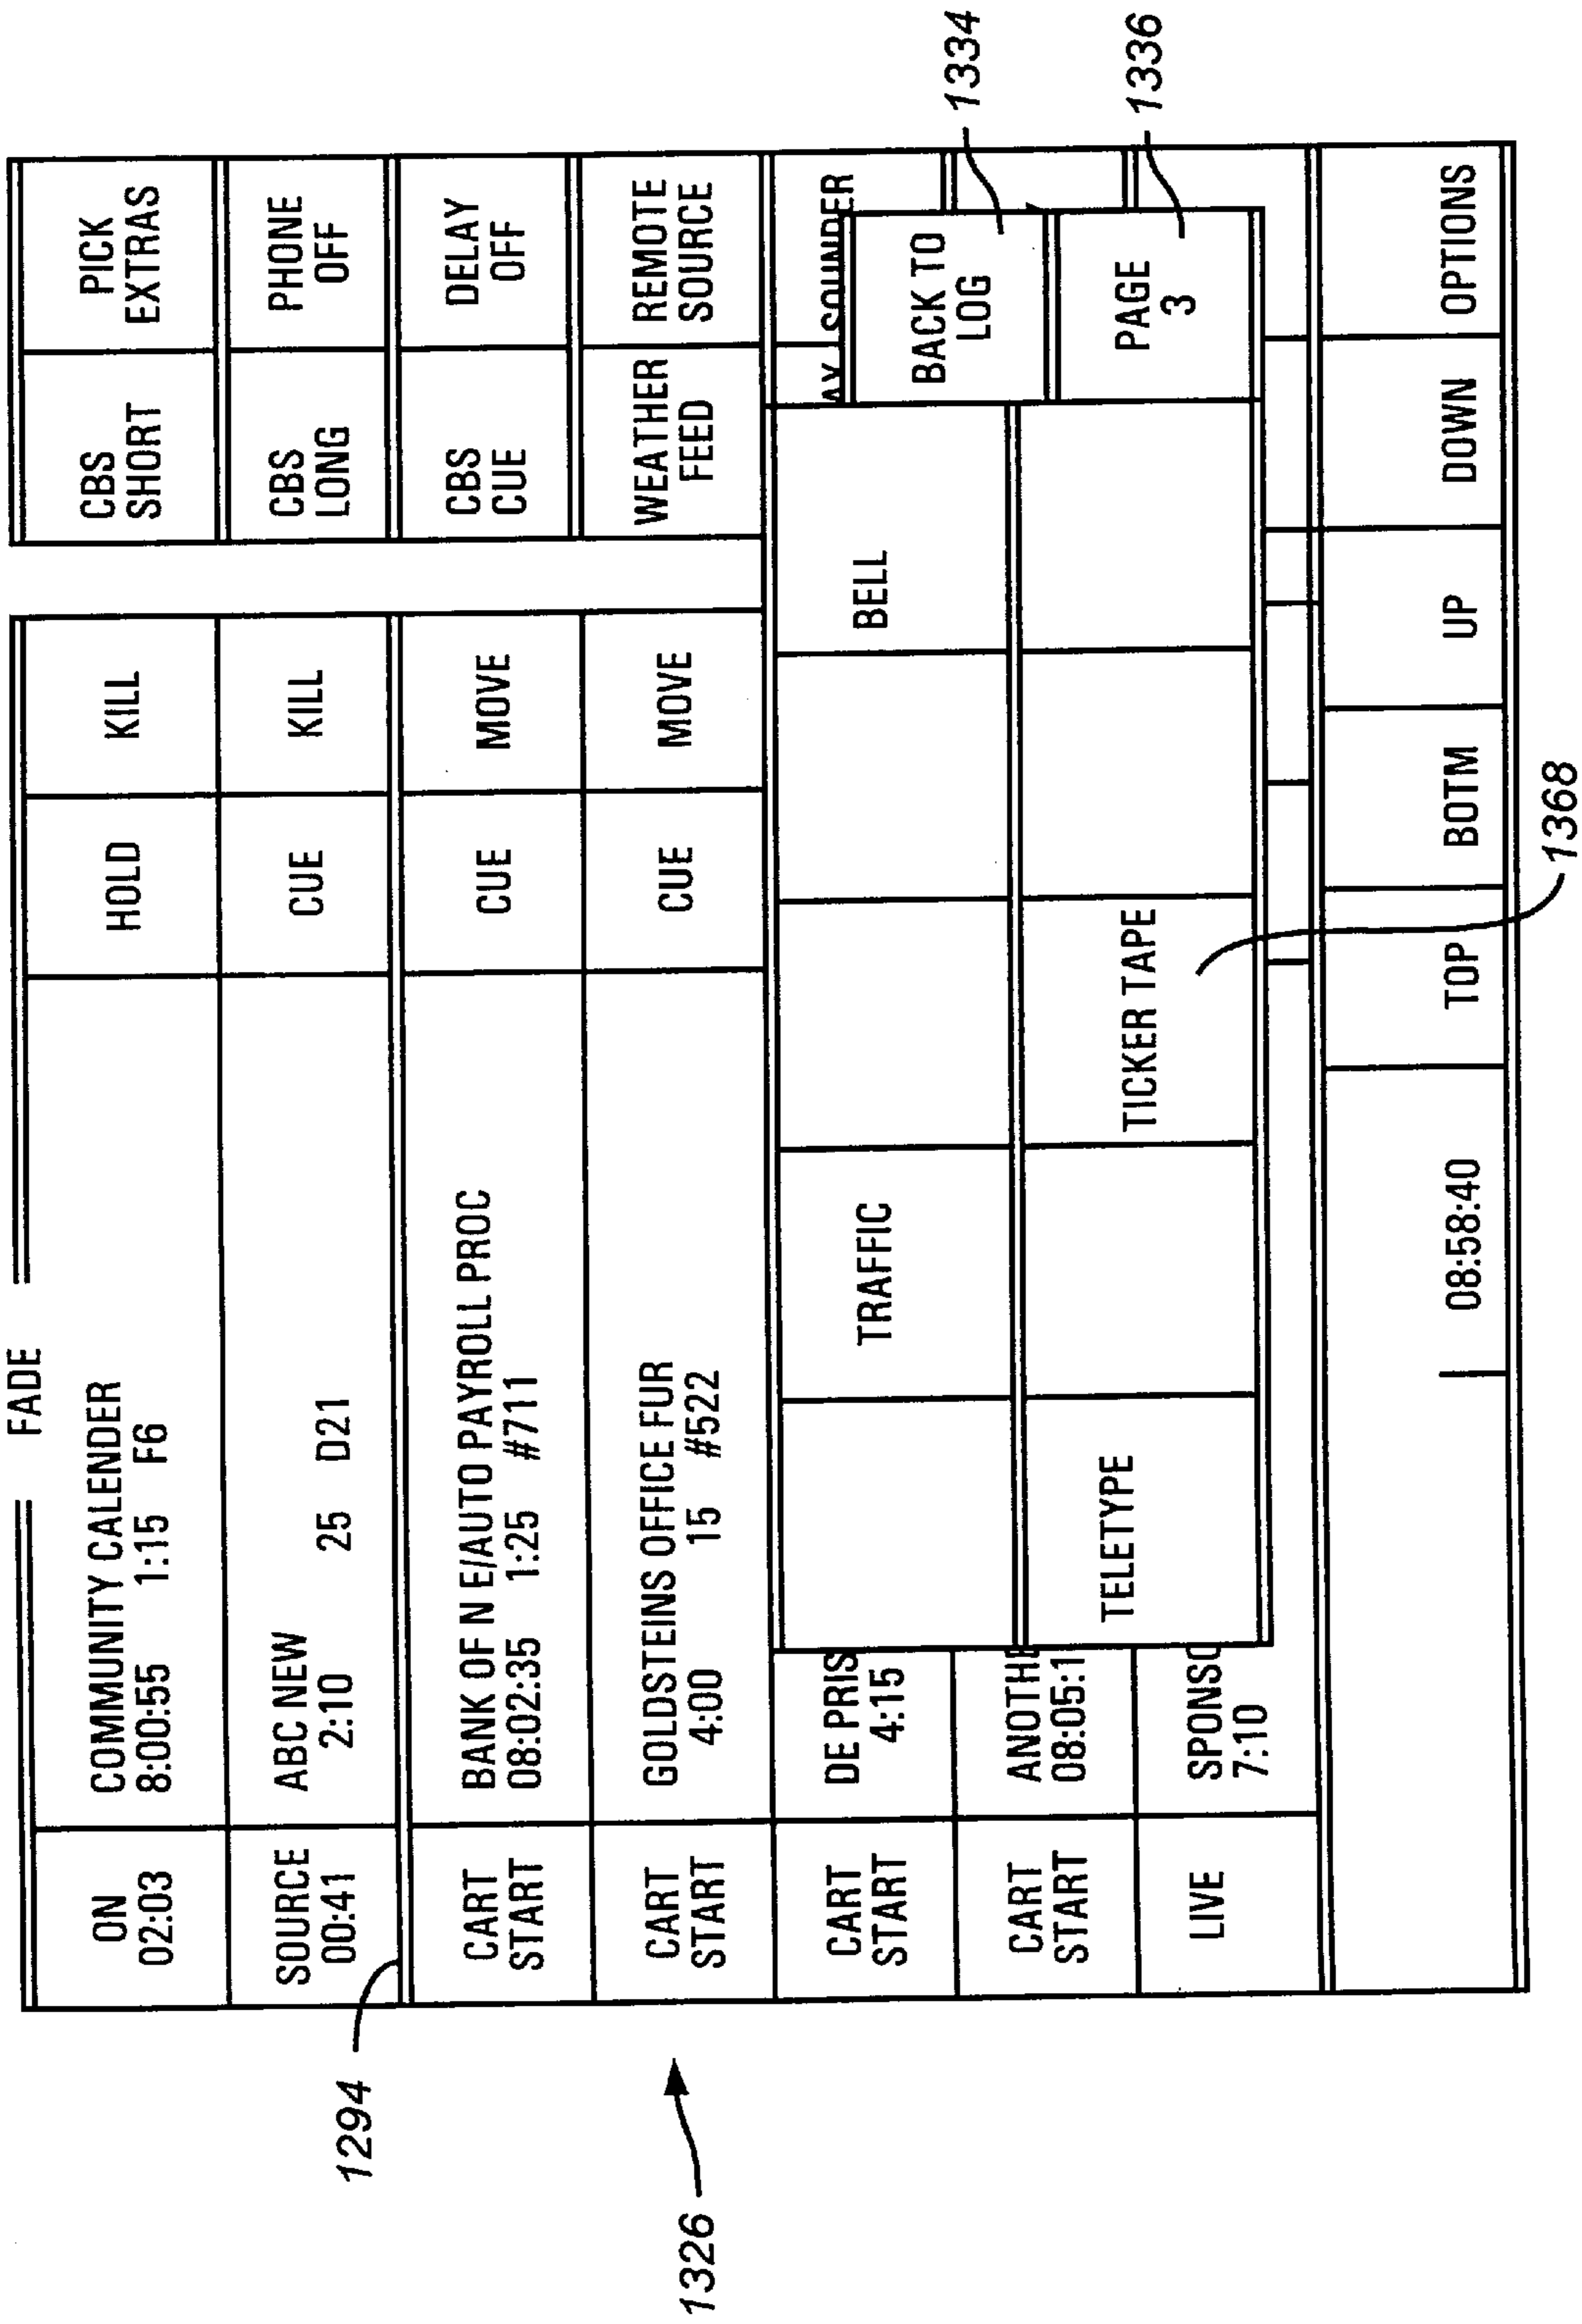 FADE
ON
02:03
COMMUNITY CALENDER
8:00:55 1:15 F6
HOLD
KILL
CBS
SHORT
PICK
EXTRAS
SOURCE
00:41
ABC NEW
2:10 25 D21
CUE
KILL
CBS
LONG
PHONE
OFF
1294
CART
START
BANK OF N E/AUTO PAYROLL PROC
08:02:35 1:25 #711
CUE
MOVE
CBS
CUE
DELAY
OFF
1326
CART
START
GOLDSTEINS OFFICE FUR
4:00 15 #522
CUE
MOVE
WEATHER
FEED
REMOTE
SOURCE
CART
START
DE PRIS
4:15
TRAFFIC
BELL
AY SOUNDER
BACK TO
LOG
1334
CART
START
ANOTHE
08:05:1
TELETYPE
TICKER TAPE
PAGE
3
1336
LIVE
SPONSO
7:10
08:58:40
TOP
BOTM
UP
DOWN
OPTIONS
1368